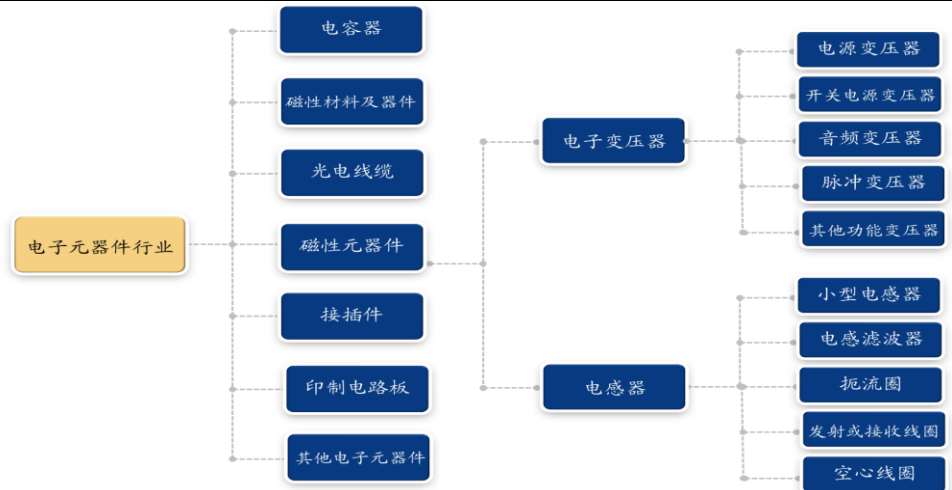 电子元器件行业
电容器
磁性材料及器件
光电线缆
磁性元器件
接插件
印制电路板
其他电子元器件
电子变压器
电感器
电源变压器
开关电源变压器
音频变压器
脉冲变压器
其他功能变压器
小型电感器
电感滤波器
扼流圈
发射或接收线圈
空心线圈